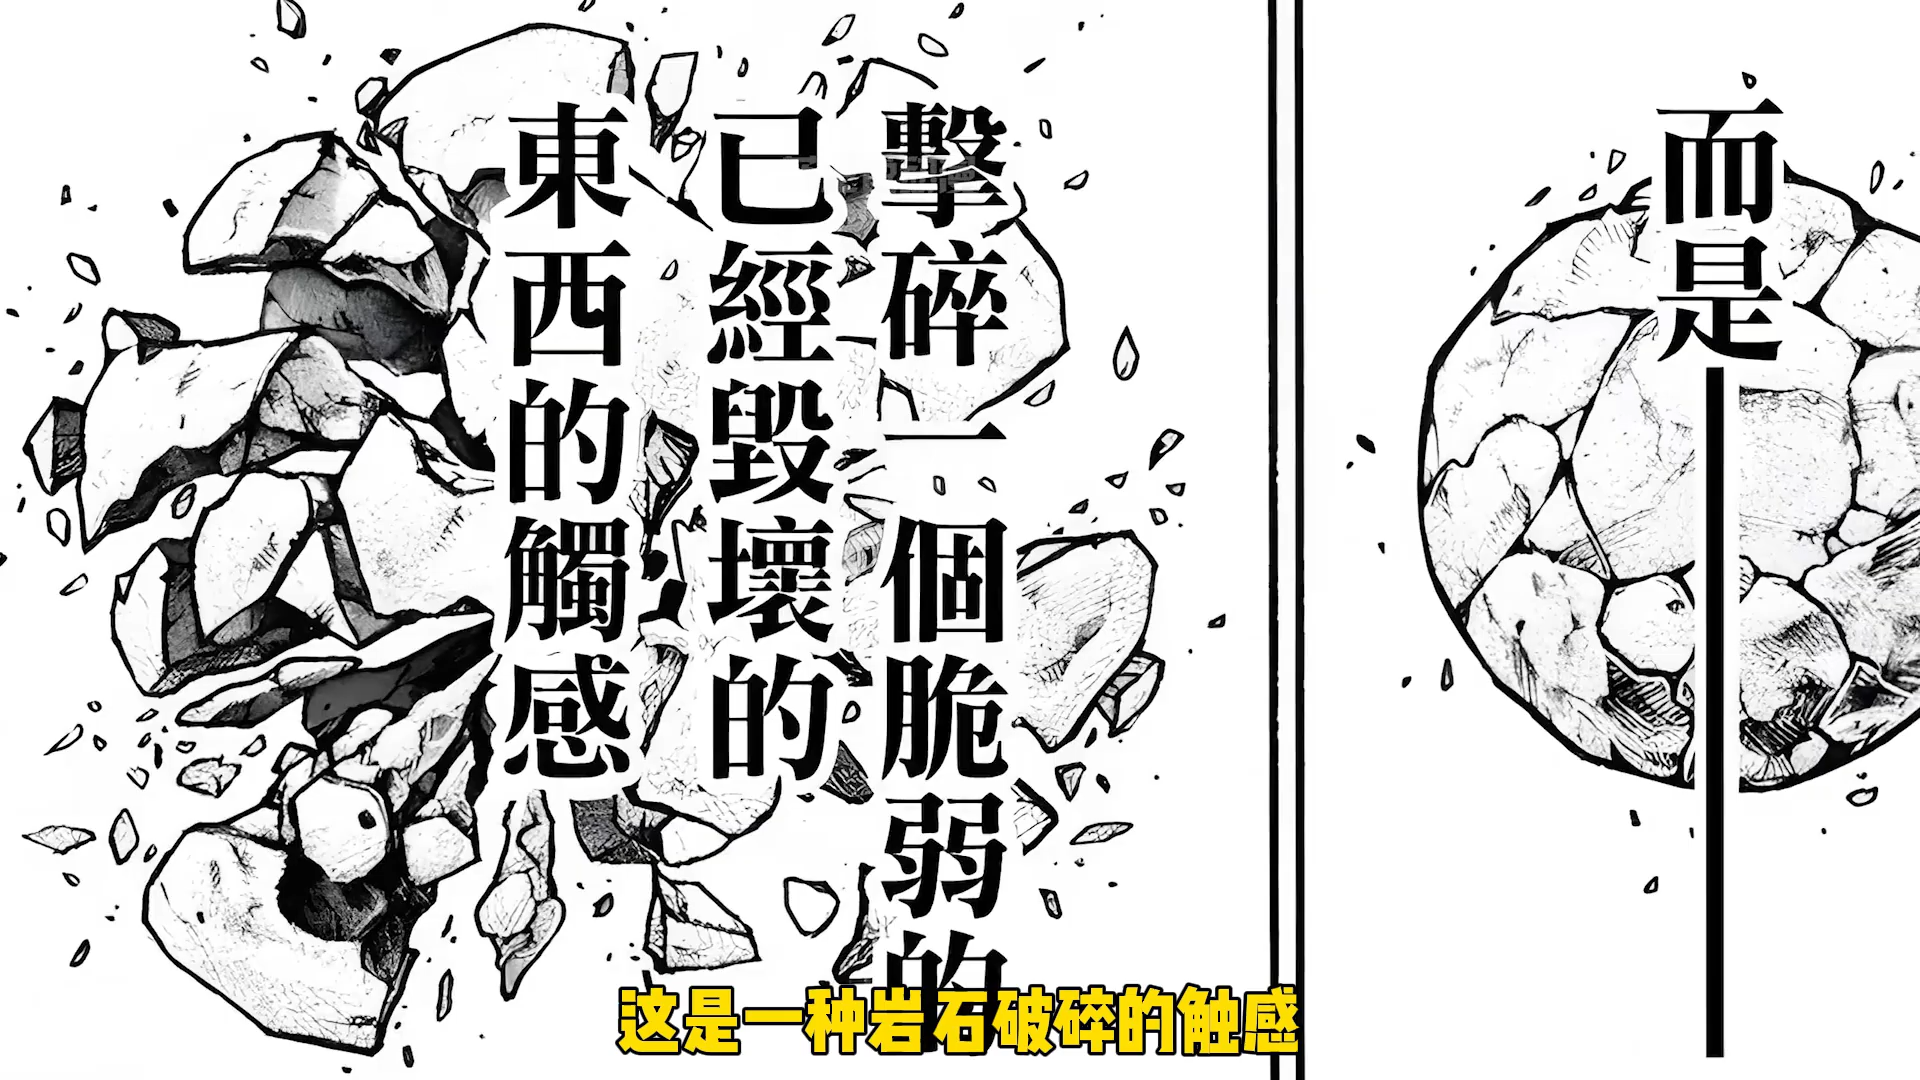 而是
擊碎一個脆弱的
已經毀壞的
東西的觸感
这是一种岩石破碎的触感